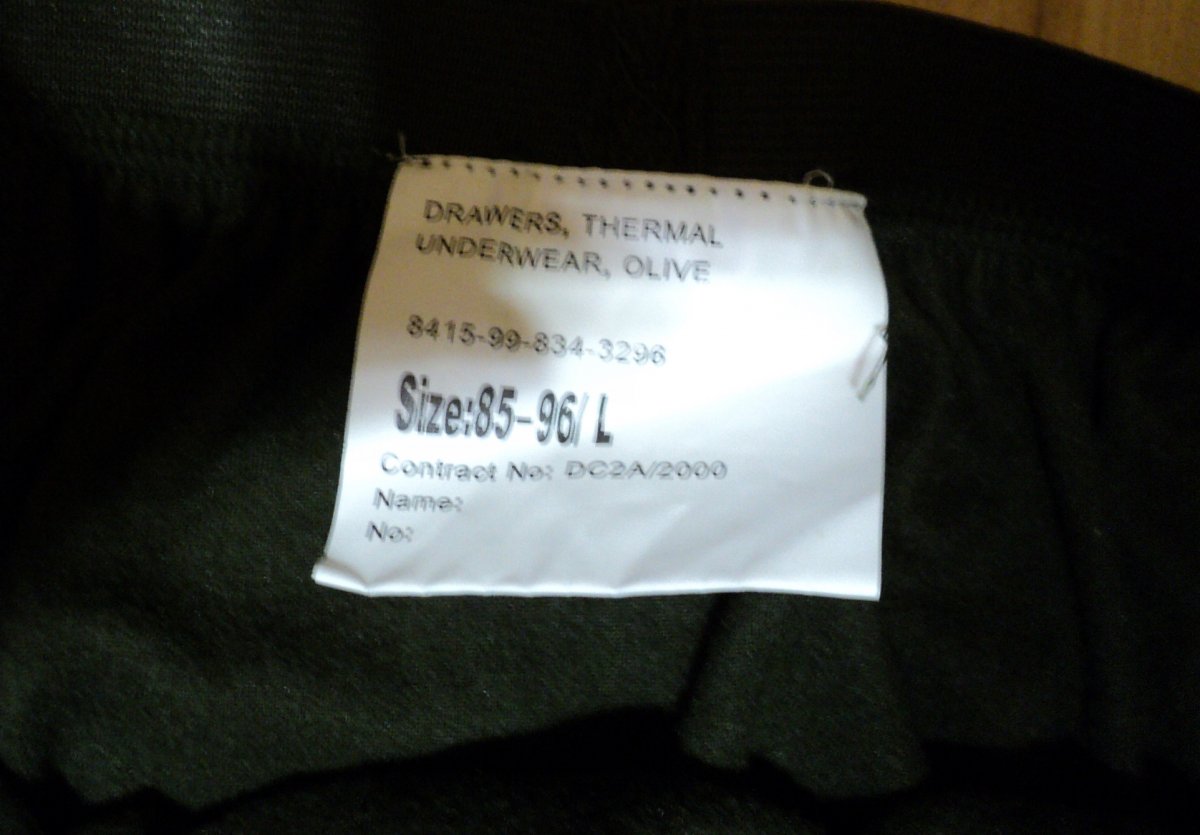 DRAWERS, THERMAL
UNDERWEAR, OLIVE
8415-99-834-3296
Size:85-96/ L
Contract No: DC2A/2000
Name:
No: